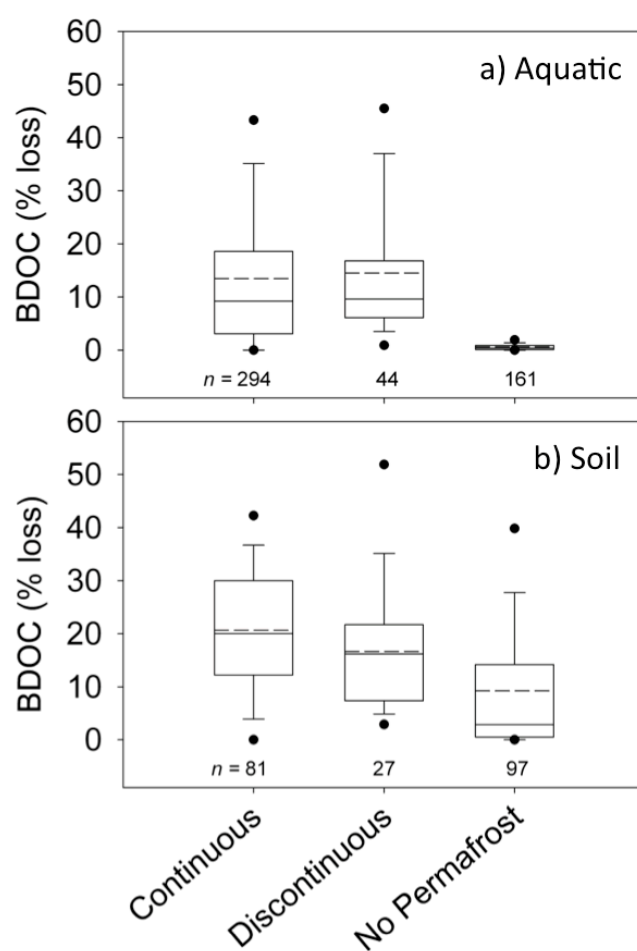 60
50
40
30
20
10
0
BDOC (% loss)
a) Aquatic
n = 294
44
161
60
50
40
30
20
10
0
BDOC (% loss)
b) Soil
n = 81
27
97
Continuous
Discontinuous
No Permafrost